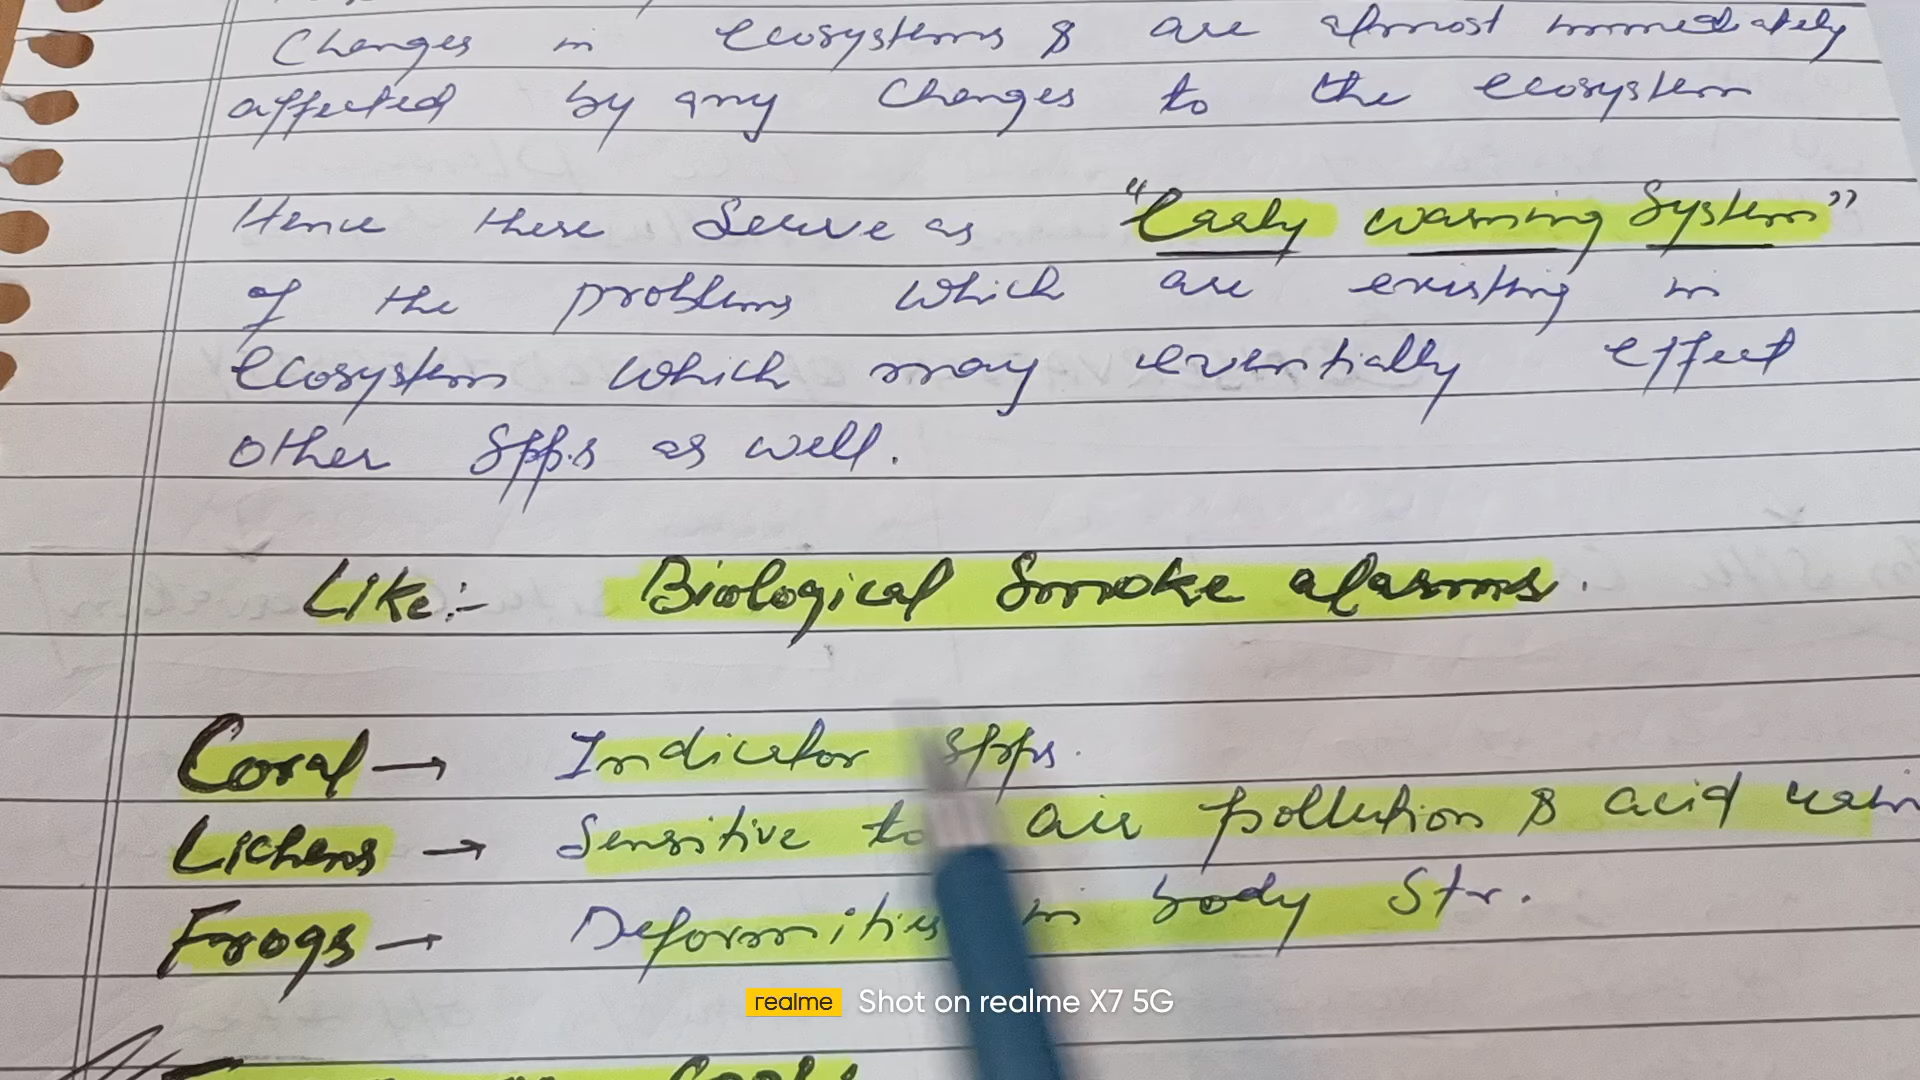 Changes in ecosystems & are almost immediately
affected by any changes to the ecosystem
Hence these serve as "Early warning System"
of the problems which are existing in
ecosystem which may eventially effect
other Spp.s as well.
Like:- Biological Smoke alarms.
Coral → Indicator spps.
Lichens → Sensitive to air pollution & acid rain
Frogs → Deformities in body Str.
realme Shot on realme X7 5G